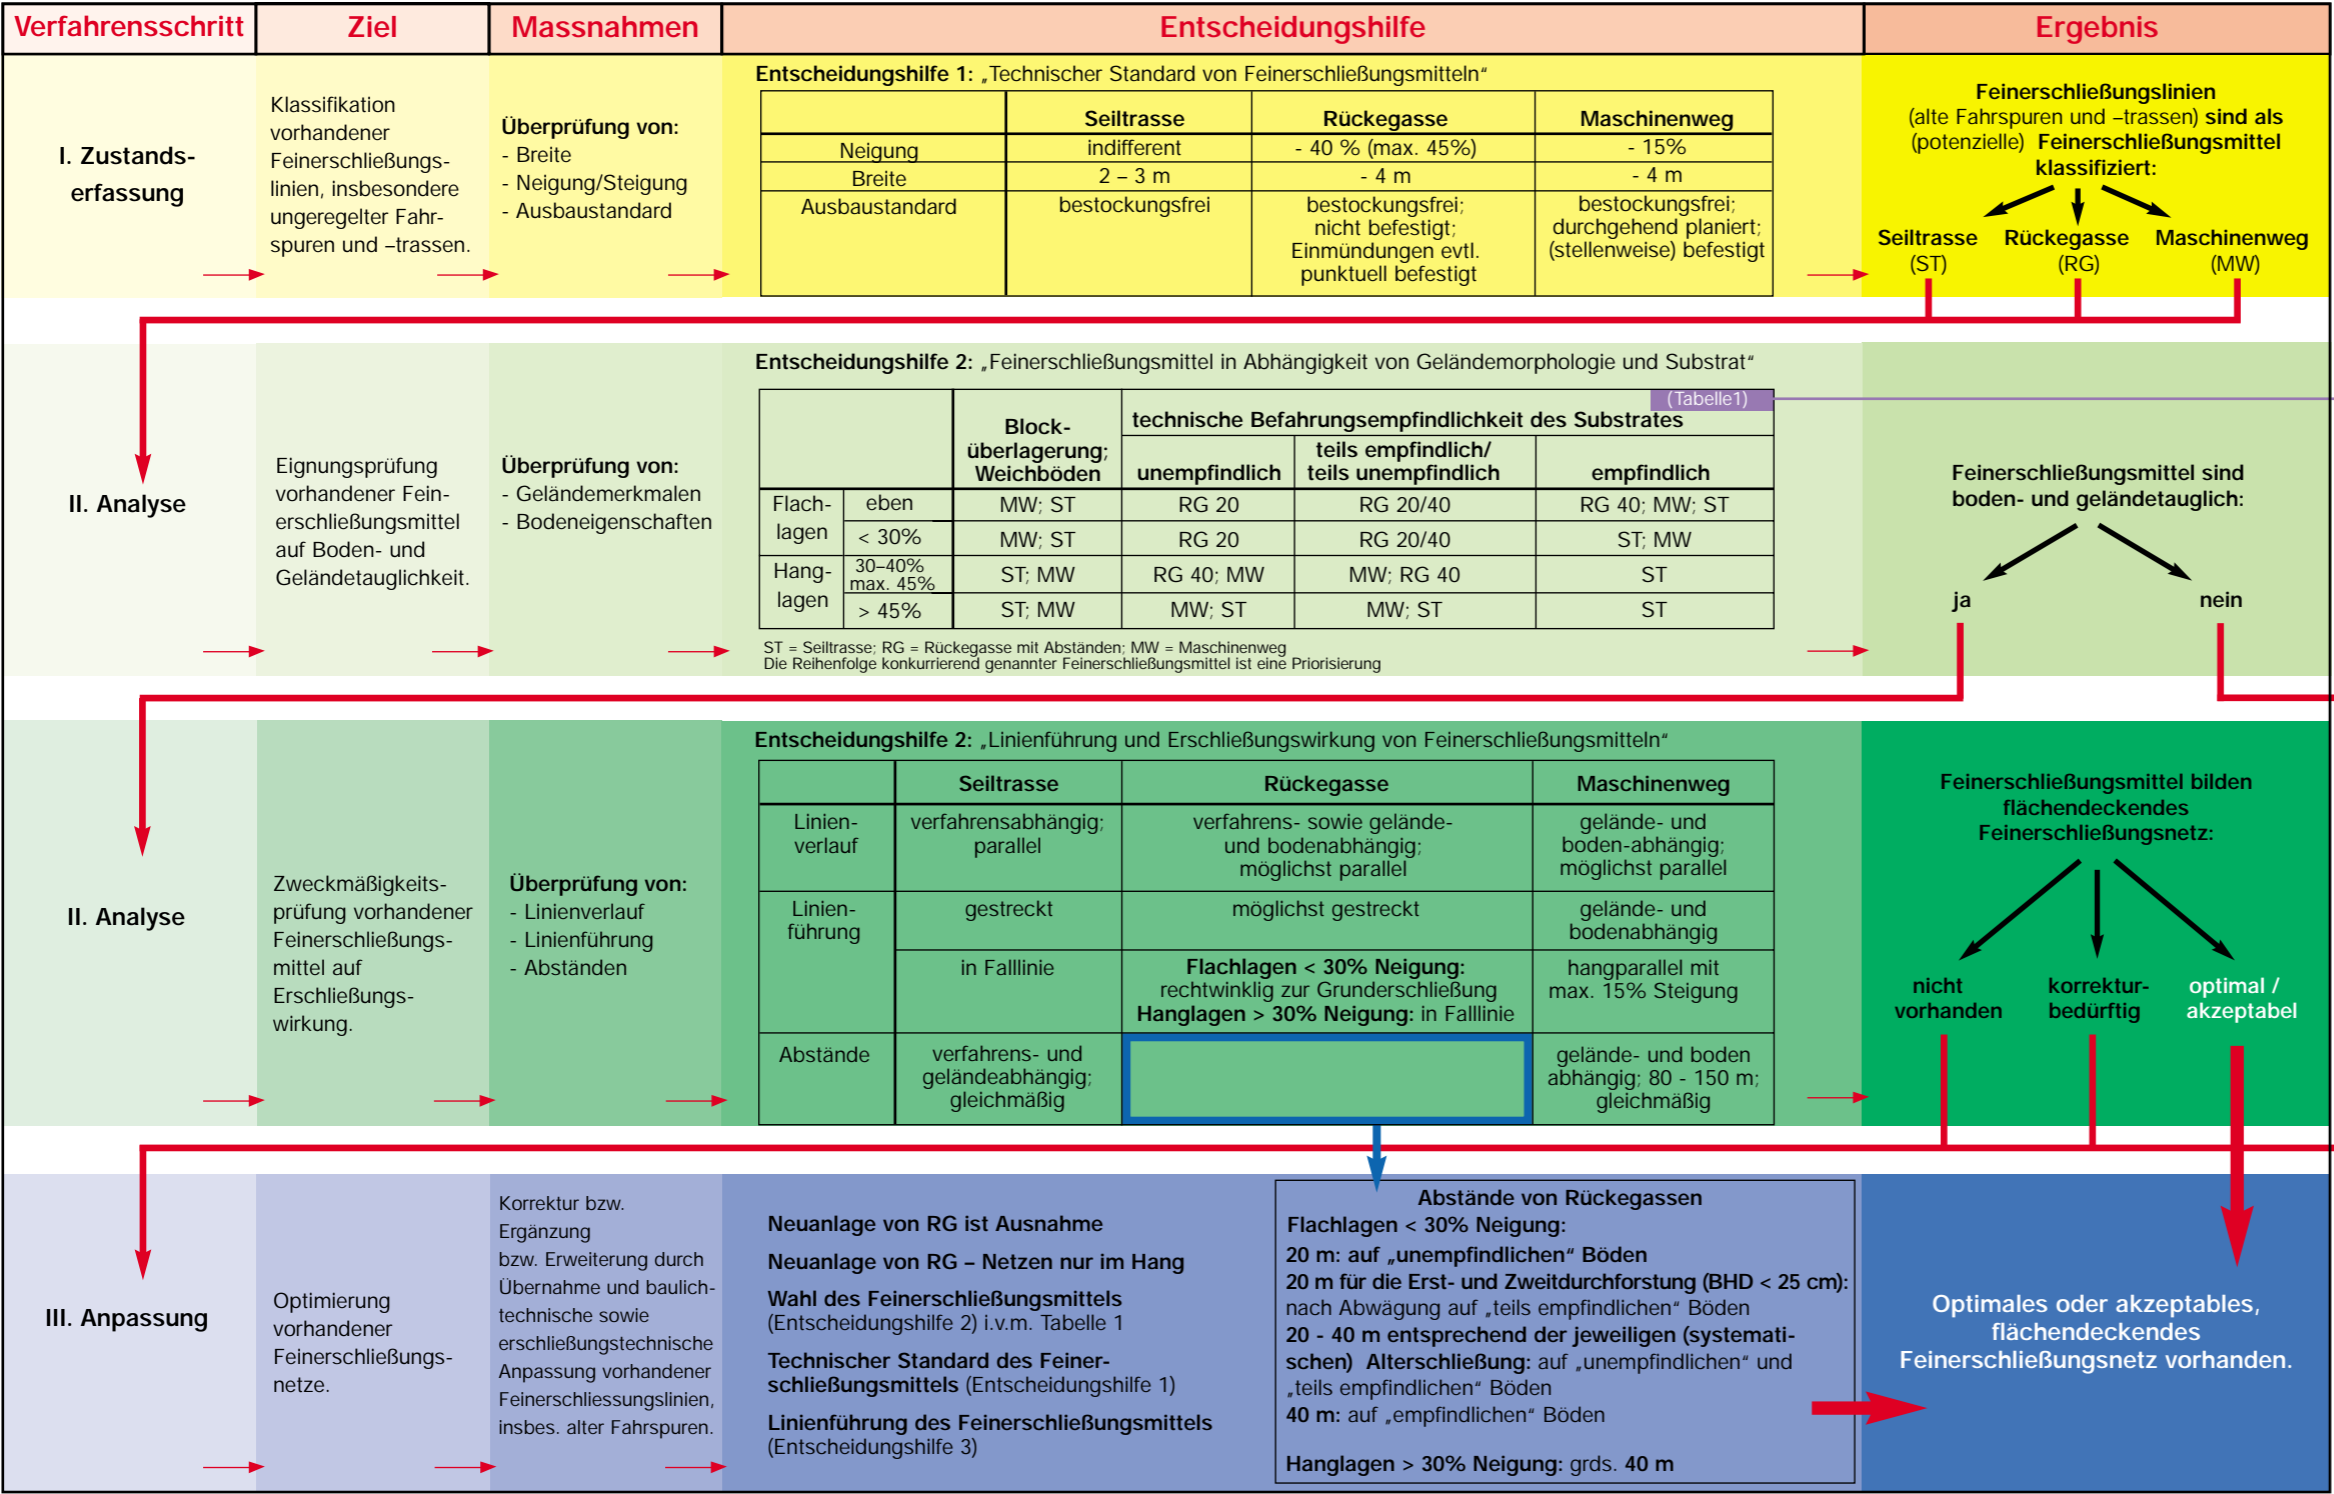 Verfahrensschritt
Ziel
Massnahmen
Entscheidungshilfe
Ergebnis
I. Zustands-
erfassung
Klassifikation
vorhandener
Feinerschließungs-
linien, insbesondere
ungeregelter Fahr-
spuren und –trassen.
Überprüfung von:
- Breite
- Neigung/Steigung
- Ausbaustandard
Entscheidungshilfe 1: „Technischer Standard von Feinerschließungsmitteln“
Seiltrasse
Rückegasse
Maschinenweg
Neigung
indifferent
- 40 % (max. 45%)
- 15%
Breite
2 – 3 m
- 4 m
- 4 m
Ausbaustandard
bestockungsfrei
bestockungsfrei;
nicht befestigt;
Einmündungen evtl.
punktuell befestigt
bestockungsfrei;
durchgehend planiert;
(stellenweise) befestigt
Feinerschließungslinien
(alte Fahrspuren und –trassen) sind als
(potenzielle) Feinerschließungsmittel
klassifiziert:
Seiltrasse
(ST)
Rückegasse
(RG)
Maschinenweg
(MW)
II. Analyse
Eignungsprüfung
vorhandener Fein-
erschließungsmittel
auf Boden- und
Geländetauglichkeit.
Überprüfung von:
- Geländemerkmalen
- Bodeneigenschaften
Entscheidungshilfe 2: „Feinerschließungsmittel in Abhängigkeit von Geländemorphologie und Substrat“
(Tabelle1)
Block-
überlagerung;
Weichböden
technische Befahrungsempfindlichkeit des Substrates
unempfindlich
teils empfindlich/
teils unempfindlich
empfindlich
Flach-
lagen
eben
MW; ST
RG 20
RG 20/40
RG 40; MW; ST
< 30%
MW; ST
RG 20
RG 20/40
ST; MW
Hang-
lagen
30–40%
max. 45%
ST; MW
RG 40; MW
MW; RG 40
ST
> 45%
ST; MW
MW; ST
MW; ST
ST
ST = Seiltrasse; RG = Rückegasse mit Abständen; MW = Maschinenweg
Die Reihenfolge konkurrierend genannter Feinerschließungsmittel ist eine Priorisierung
Feinerschließungsmittel sind
boden- und geländetauglich:
ja
nein
II. Analyse
Zweckmäßigkeits-
prüfung vorhandener
Feinerschließungs-
mittel auf
Erschließungs-
wirkung.
Überprüfung von:
- Linienverlauf
- Linienführung
- Abständen
Entscheidungshilfe 2: „Linienführung und Erschließungswirkung von Feinerschließungsmitteln“
Seiltrasse
Rückegasse
Maschinenweg
Linien-
verlauf
verfahrensabhängig;
parallel
verfahrens- sowie gelände-
und bodenabhängig;
möglichst parallel
gelände- und
boden-abhängig;
möglichst parallel
Linien-
führung
gestreckt
möglichst gestreckt
gelände- und
bodenabhängig
in Falllinie
Flachlagen < 30% Neigung:
rechtwinklig zur Grunderschließung
Hanglagen > 30% Neigung: in Falllinie
hangparallel mit
max. 15% Steigung
Abstände
verfahrens- und
geländeabhängig;
gleichmäßig
gelände- und boden
abhängig; 80 - 150 m;
gleichmäßig
Feinerschließungsmittel bilden
flächendeckendes
Feinerschließungsnetz:
nicht
vorhanden
korrektur-
bedürftig
optimal /
akzeptabel
III. Anpassung
Optimierung
vorhandener
Feinerschließungs-
netze.
Korrektur bzw.
Ergänzung
bzw. Erweiterung durch
Übernahme und baulich-
technische sowie
erschließungstechnische
Anpassung vorhandener
Feinerschliessungslinien,
insbes. alter Fahrspuren.
Neuanlage von RG ist Ausnahme
Neuanlage von RG – Netzen nur im Hang
Wahl des Feinerschließungsmittels
(Entscheidungshilfe 2) i.v.m. Tabelle 1
Technischer Standard des Feiner-
schließungsmittels (Entscheidungshilfe 1)
Linienführung des Feinerschließungsmittels
(Entscheidungshilfe 3)
Abstände von Rückegassen
Flachlagen < 30% Neigung:
20 m: auf „unempfindlichen“ Böden
20 m für die Erst- und Zweitdurchforstung (BHD < 25 cm):
nach Abwägung auf „teils empfindlichen“ Böden
20 - 40 m entsprechend der jeweiligen (systemati-
schen) Alterschließung: auf „unempfindlichen“ und
„teils empfindlichen“ Böden
40 m: auf „empfindlichen“ Böden
Hanglagen > 30% Neigung: grds. 40 m
Optimales oder akzeptables,
flächendeckendes
Feinerschließungsnetz vorhanden.